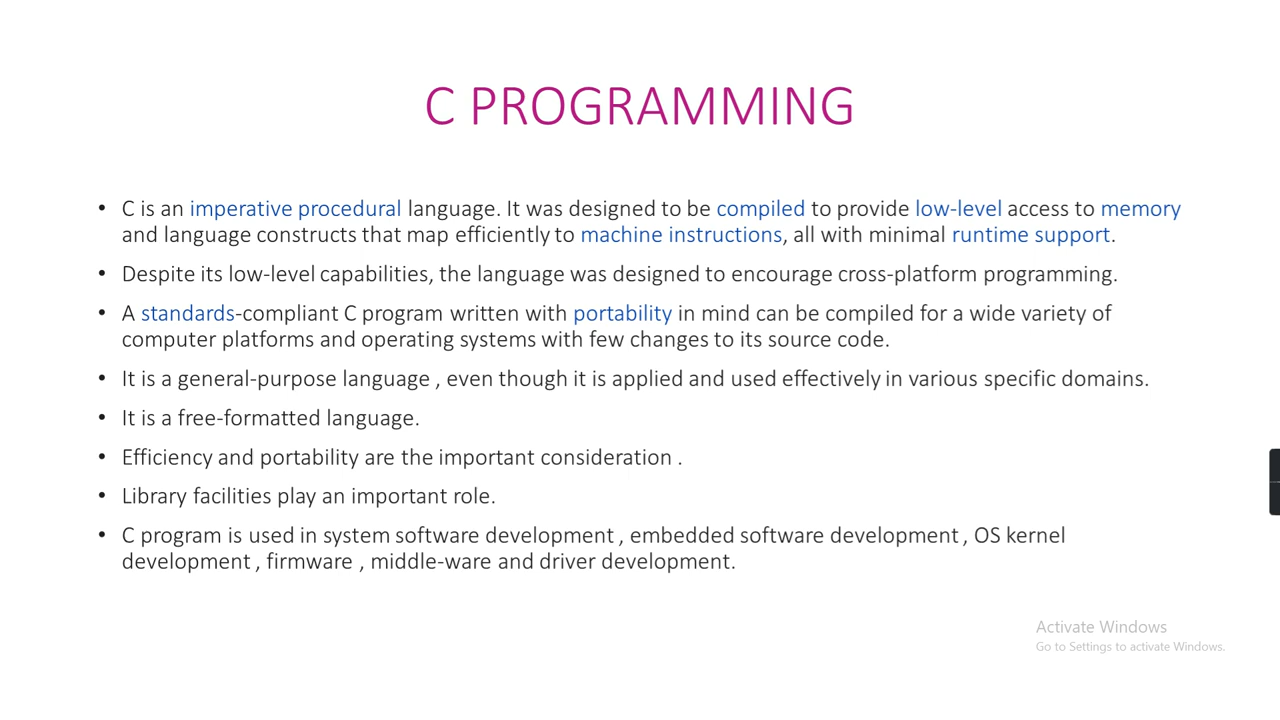 C PROGRAMMING
• C is an imperative procedural language. It was designed to be compiled to provide low-level access to memory
and language constructs that map efficiently to machine instructions, all with minimal runtime support.
• Despite its low-level capabilities, the language was designed to encourage cross-platform programming.
• A standards-compliant C program written with portability in mind can be compiled for a wide variety of
computer platforms and operating systems with few changes to its source code.
• It is a general-purpose language , even though it is applied and used effectively in various specific domains.
• It is a free-formatted language.
• Efficiency and portability are the important consideration .
• Library facilities play an important role.
• C program is used in system software development , embedded software development , OS kernel
development , firmware , middle-ware and driver development.
Activate Windows
Go to Settings to activate Windows.